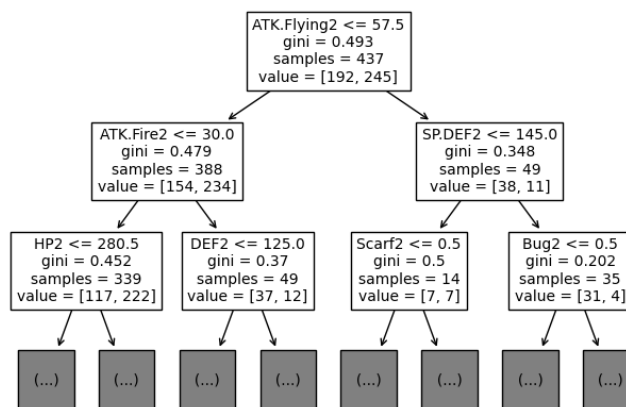 ATK.Flying2 <= 57.5
gini = 0.493
samples = 437
value = [192, 245]
ATK.Fire2 <= 30.0
gini = 0.479
samples = 388
value = [154, 234]
SP.DEF2 <= 145.0
gini = 0.348
samples = 49
value = [38, 11]
HP2 <= 280.5
gini = 0.452
samples = 339
value = [117, 222]
DEF2 <= 125.0
gini = 0.37
samples = 49
value = [37, 12]
Scarf2 <= 0.5
gini = 0.5
samples = 14
value = [7, 7]
Bug2 <= 0.5
gini = 0.202
samples = 35
value = [31, 4]
(...)
(...)
(...)
(...)
(...)
(...)
(...)
(...)